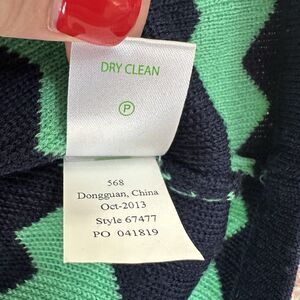 DRY CLEAN
P
568
Dongguan, China
Oct-2013
Style 67477
PO 041819